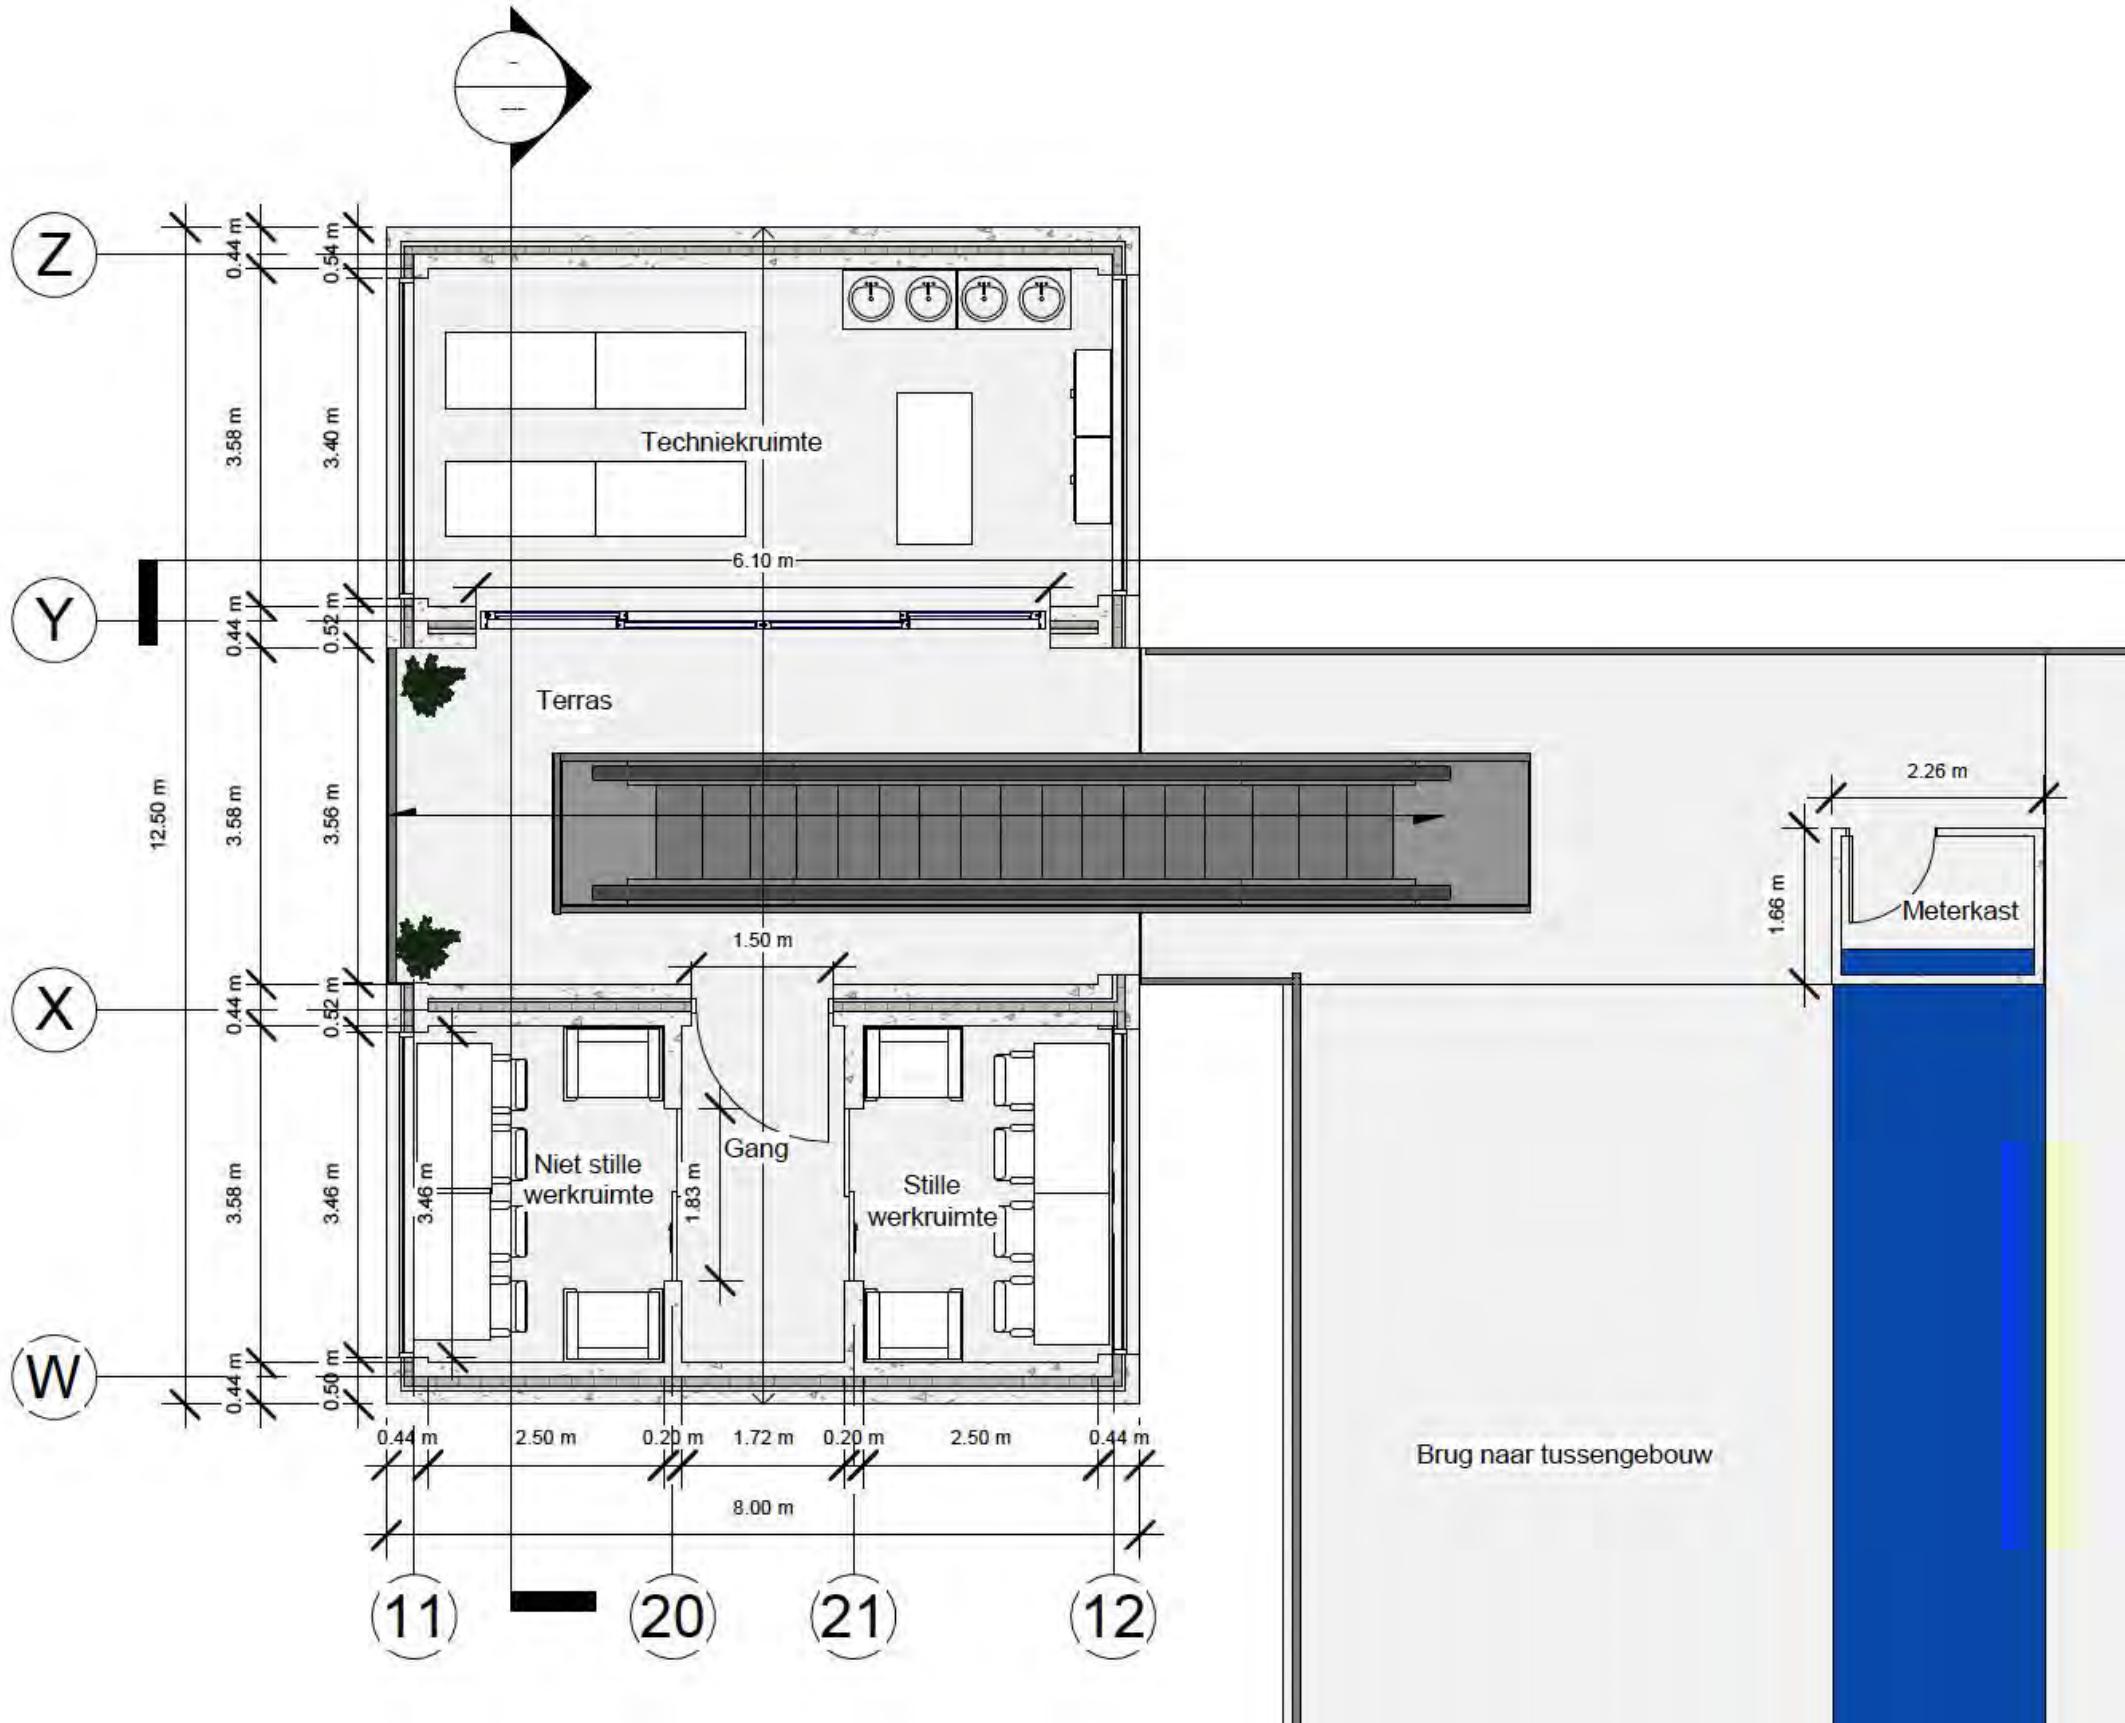 Z
0.44 m
0.54 m
3.58 m
3.40 m
Techniekruimte
6.10 m
Y
0.44 m
0.52 m
Terras
12.50 m
3.58 m
3.56 m
2.26 m
1.66 m
Meterkast
1.50 m
X
0.44 m
0.52 m
Gang
Niet stille
werkruimte
3.58 m
3.46 m
3.46 m
1.83 m
Stille
werkruimte
W
0.44 m
0.50 m
0.44 m
2.50 m
0.20 m
1.72 m
0.20 m
2.50 m
0.44 m
Brug naar tussengebouw
8.00 m
11
20
21
12